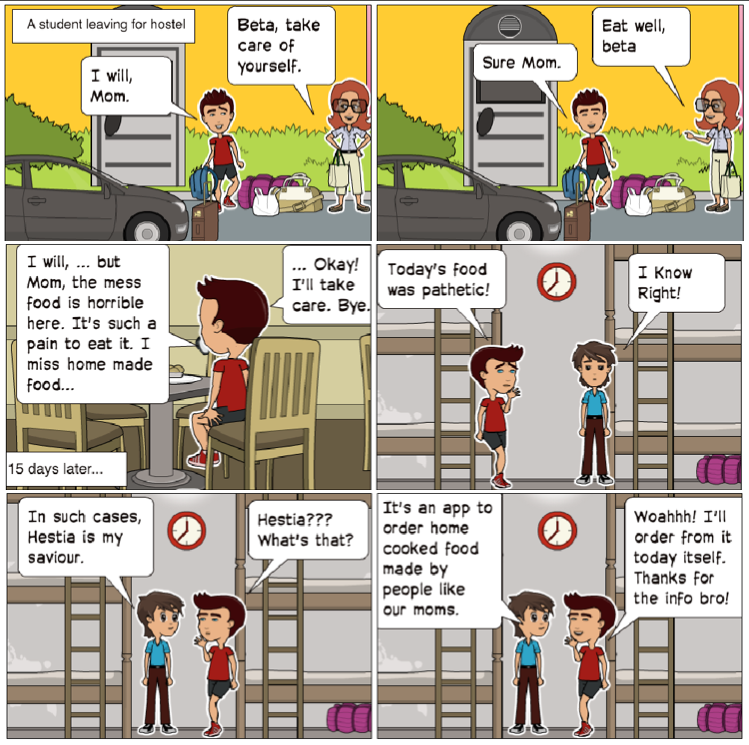 A student leaving for hostel
I will,
Mom.
Beta, take
care of
yourself.
Sure Mom.
Eat well,
beta
I will, ... but
Mom, the mess
food is horrible
here. It's such a
pain to eat it. I
miss home made
food...
... Okay!
I'll take
care. Bye.
15 days later...
Today's food
was pathetic!
I Know
Right!
In such cases,
Hestia is my
saviour.
Hestia???
What's that?
It's an app to
order home
cooked food
made by
people like
our moms.
Woahhh! I'll
order from it
today itself.
Thanks for
the info bro!